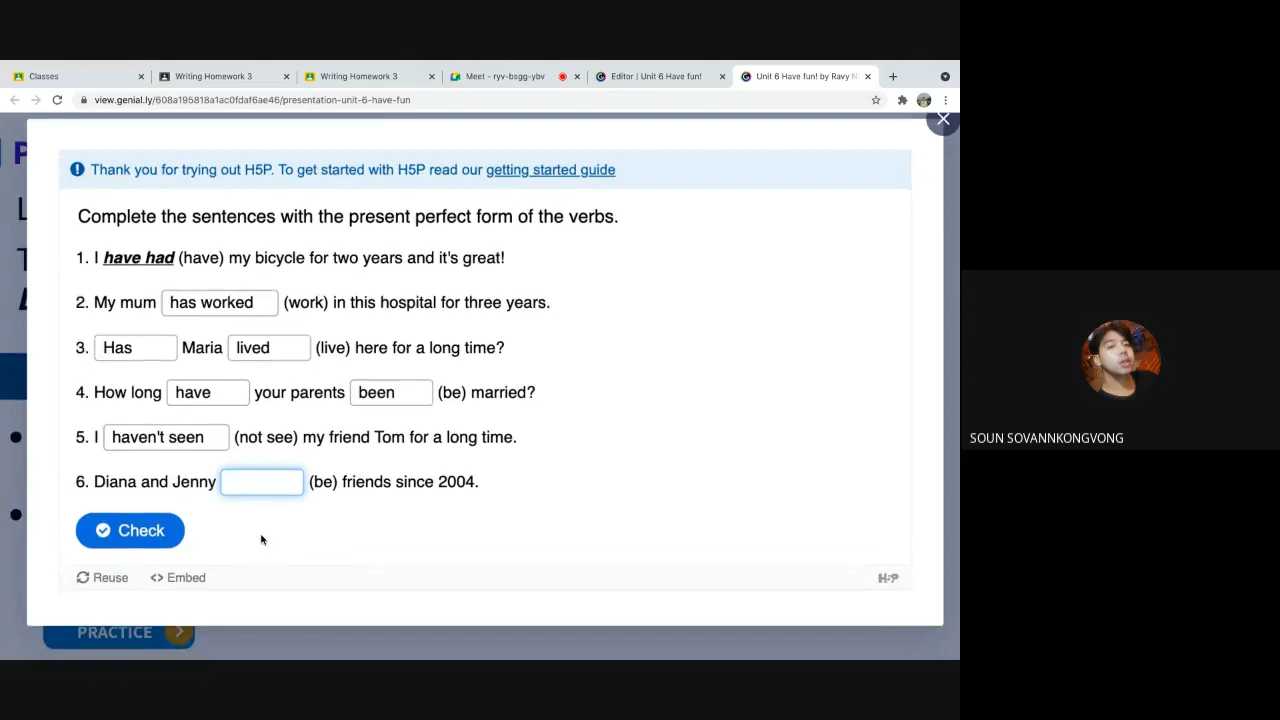 Classes
Writing Homework 3
Writing Homework 3
Meet - ryv-bsgg-ybv
Editor | Unit 6 Have fun!
Unit 6 Have fun! by Ravy N
view.genial.ly/608a195818a1ac0fdaf6ae46/presentation-unit-6-have-fun
Thank you for trying out H5P. To get started with H5P read our getting started guide
Complete the sentences with the present perfect form of the verbs.
1. I have had (have) my bicycle for two years and it's great!
2. My mum has worked (work) in this hospital for three years.
3. Has Maria lived (live) here for a long time?
4. How long have your parents been (be) married?
5. I haven't seen (not see) my friend Tom for a long time.
6. Diana and Jenny (be) friends since 2004.
Check
Reuse
<> Embed
H5P
PRACTICE
SOUN SOVANNKONGVONG